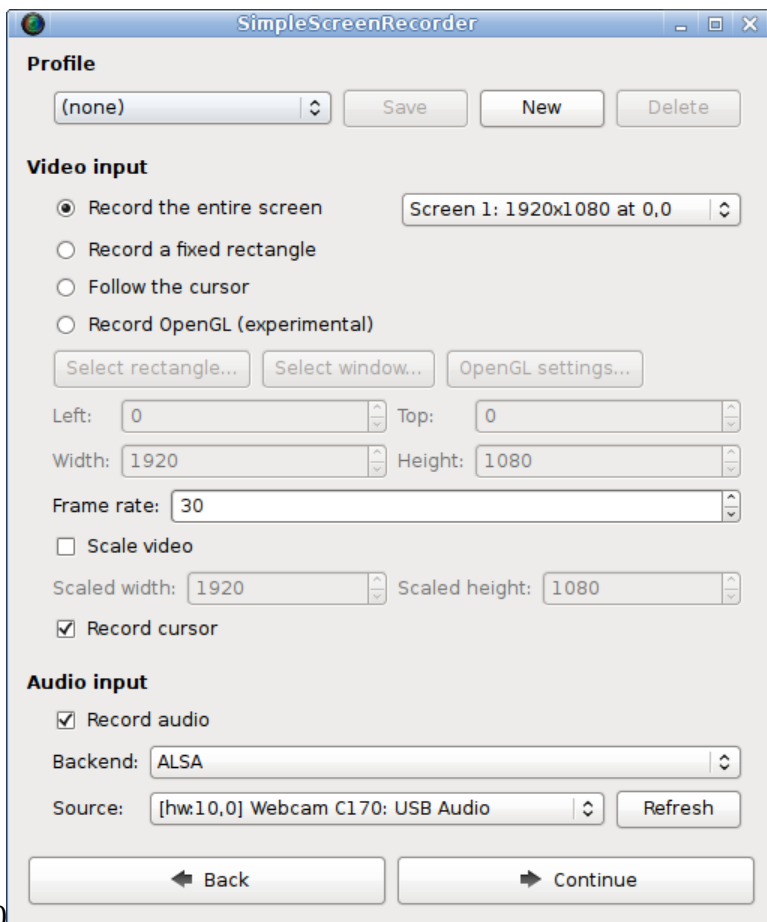 SimpleScreenRecorder
Profile
(none) Save New Delete
Video input
Record the entire screen Screen 1: 1920x1080 at 0,0
Record a fixed rectangle
Follow the cursor
Record OpenGL (experimental)
Select rectangle... Select window... OpenGL settings...
Left: 0 Top: 0
Width: 1920 Height: 1080
Frame rate: 30
Scale video
Scaled width: 1920 Scaled height: 1080
Record cursor
Audio input
Record audio
Backend: ALSA
Source: [hw:10,0] Webcam C170: USB Audio Refresh
Back Continue